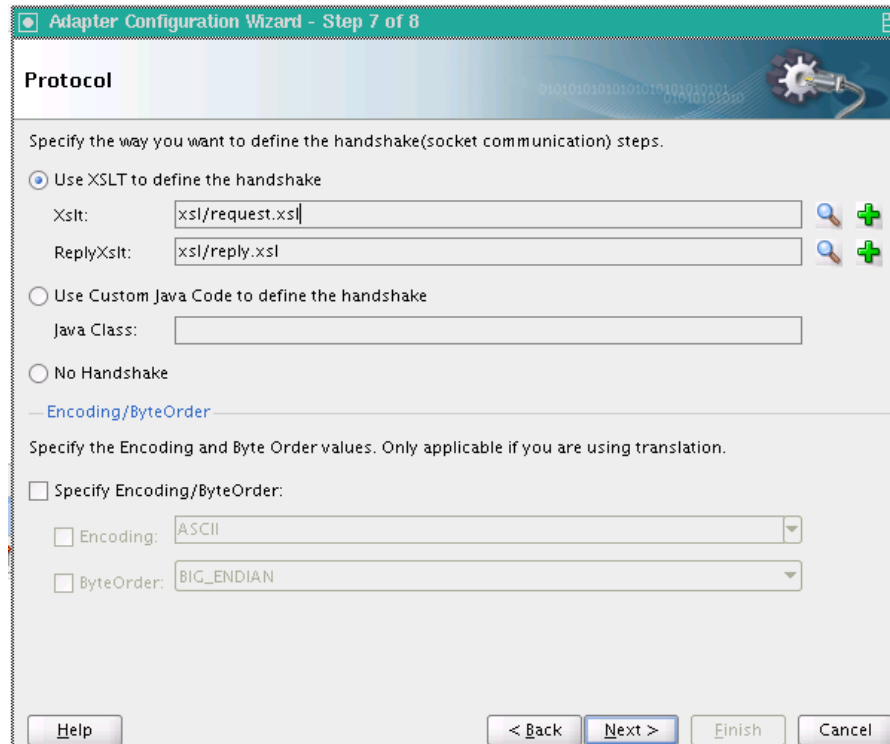 Adapter Configuration Wizard - Step 7 of 8
Protocol
010101010101010101010101010101
01010101010
Specify the way you want to define the handshake(socket communication) steps.
Use XSLT to define the handshake
Xslt: xsl/request.xsl
ReplyXslt: xsl/reply.xsl
Use Custom Java Code to define the handshake
Java Class:
No Handshake
Encoding/ByteOrder
Specify the Encoding and Byte Order values. Only applicable if you are using translation.
Specify Encoding/ByteOrder:
Encoding: ASCII
ByteOrder: BIG_ENDIAN
Help < Back Next > Finish Cancel